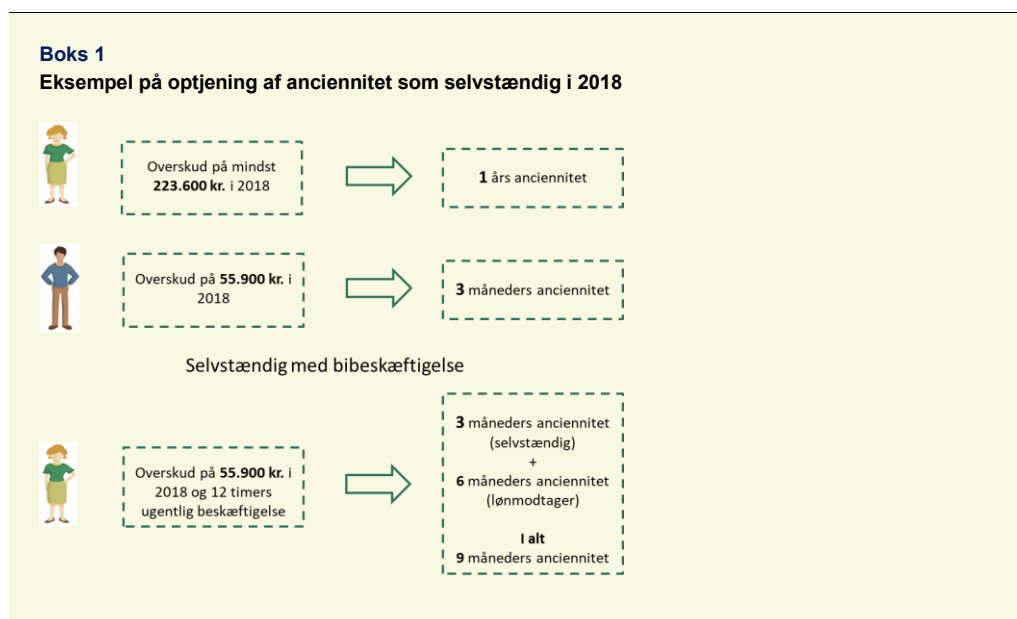 Boks 1
Eksempel på optjening af anciennitet som selvstændig i 2018
Overskud på mindst
223.600 kr. i 2018
1 års anciennitet
Overskud på 55.900 kr. i
2018
3 måneders anciennitet
Selvstændig med bibeskæftigelse
Overskud på 55.900 kr. i
2018 og 12 timers
ugentlig beskæftigelse
3 måneders anciennitet
(selvstændig)
+
6 måneders anciennitet
(lønmodtager)
I alt
9 måneders anciennitet